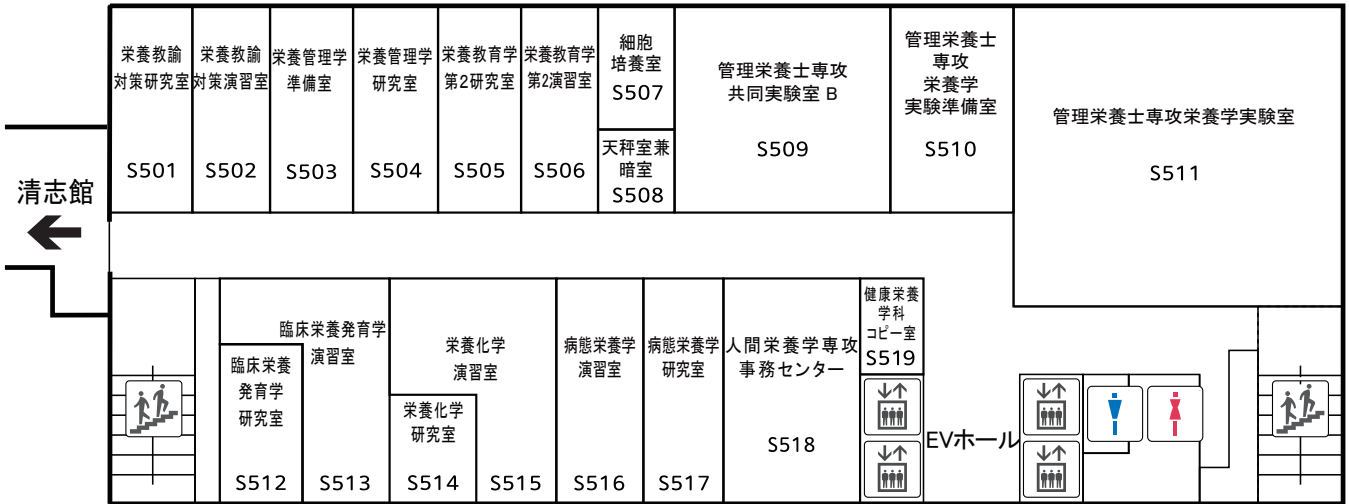 栄養教諭
対策研究室
S501
栄養教諭
対策演習室
S502
栄養管理学
準備室
S503
栄養管理学
研究室
S504
栄養教育学
第2研究室
S505
栄養教育学
第2演習室
S506
細胞
培養室
S507
天秤室兼
暗室
S508
管理栄養士専攻
共同実験室 B
S509
管理栄養士
専攻
栄養学
実験準備室
S510
管理栄養士専攻栄養学実験室
S511
清志館
臨床栄養
発育学
研究室
S512
臨床栄養発育学
演習室
S513
栄養化学
研究室
S514
栄養化学
演習室
S515
病態栄養学
演習室
S516
病態栄養学
研究室
S517
人間栄養学専攻
事務センター
S518
健康栄養
学科
コピー室
S519
EVホール